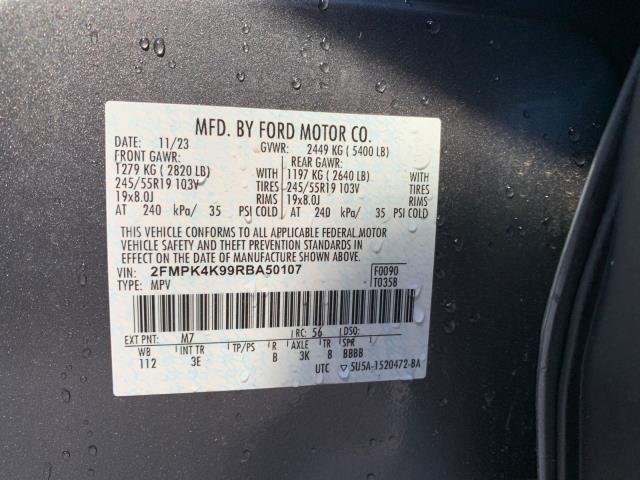 MFD. BY FORD MOTOR CO.
DATE: 11/23 GVWR: 2449 KG ( 5400 LB)
FRONT GAWR: REAR GAWR:
1279 KG ( 2820 LB) WITH 1197 KG ( 2640 LB)
245/55R19 103V TIRES 245/55R19 103V
19x8.0J RIMS 19x8.0J
AT 240 kPa/ 35 PSI COLD AT 240 kPa/ 35 PSI COLD
WITH
TIRES
RIMS
PSI COLD
THIS VEHICLE CONFORMS TO ALL APPLICABLE FEDERAL MOTOR
VEHICLE SAFETY AND THEFT PREVENTION STANDARDS IN
EFFECT ON THE DATE OF MANUFACTURE SHOWN ABOVE.
VIN: 2FMPK4K99RBA50107 F0090
TYPE: MPV T0358
EXT PNT: M7 RC: 56 DSO:
WB INT TR TP/PS R AXLE TR SPR
112 3E B 3K 8 BBBB
UTC ▽5U5A-1520472-BA